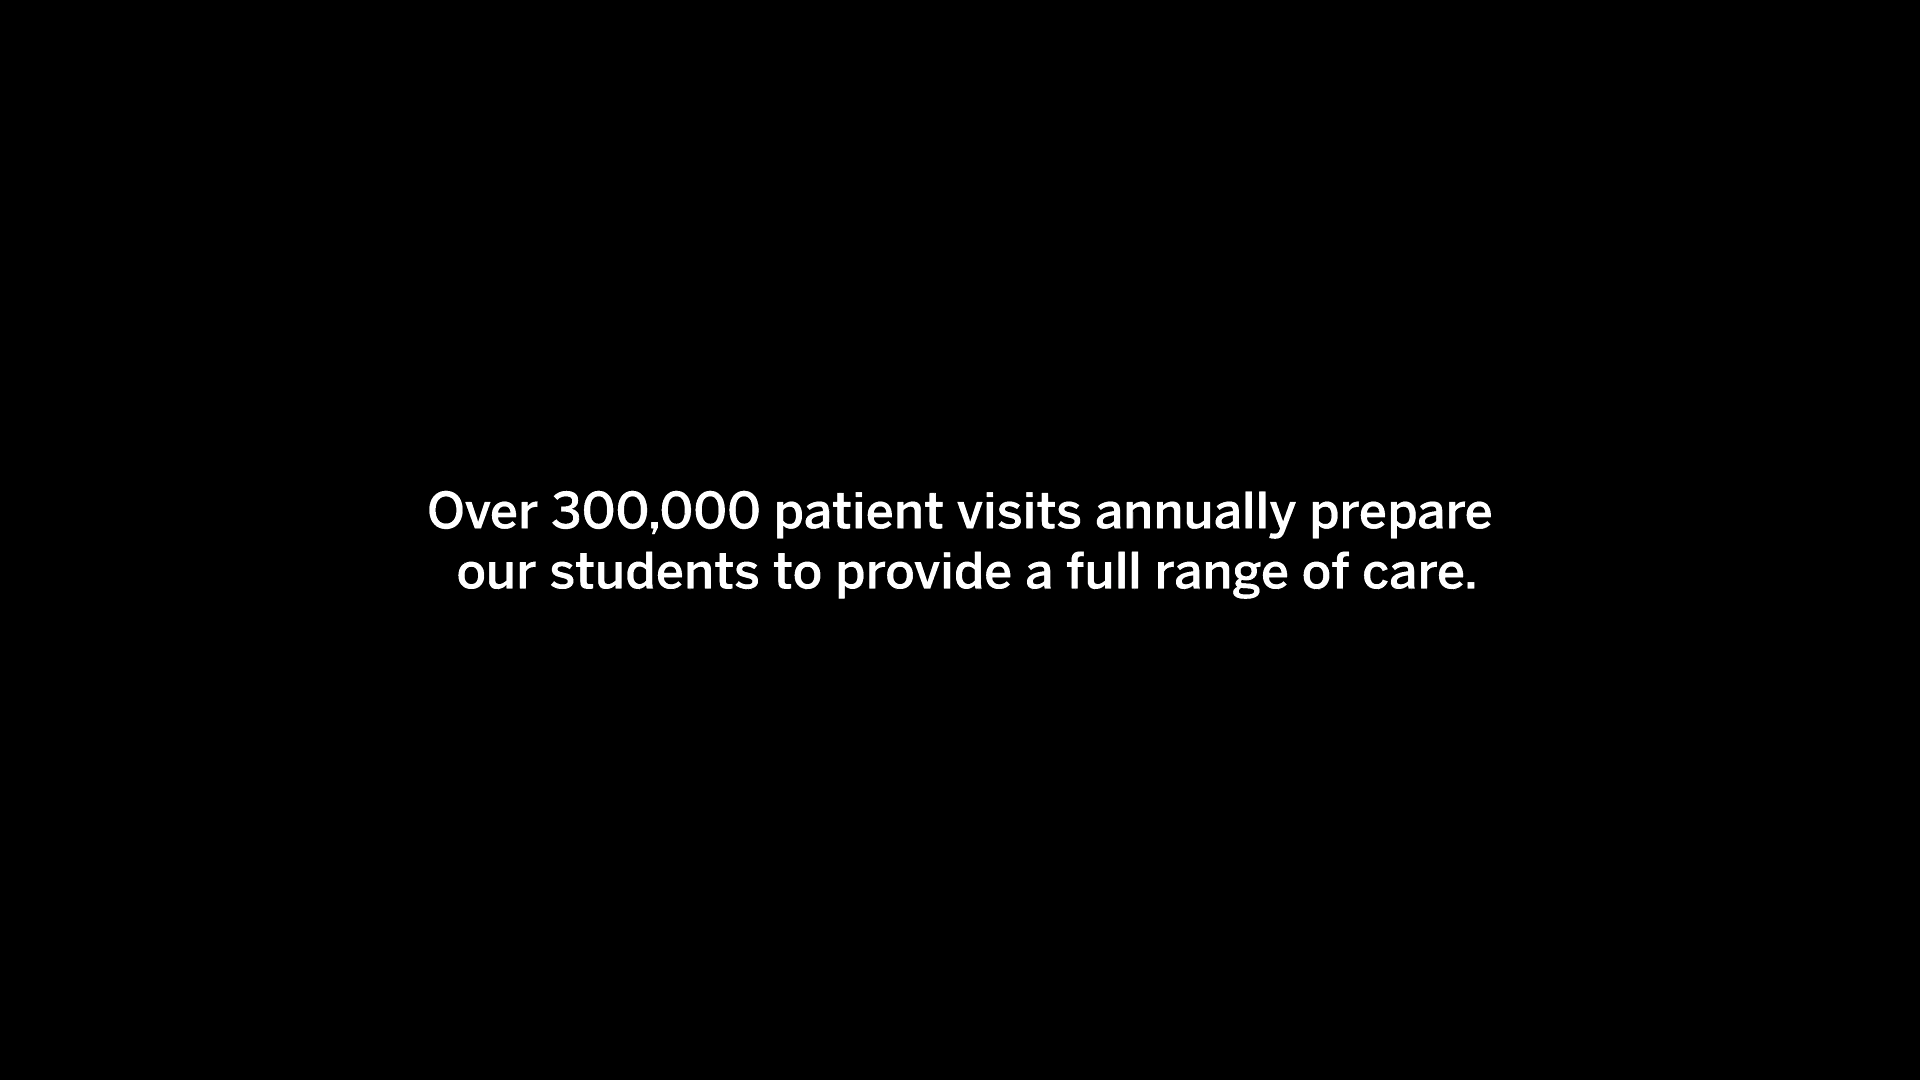 Over 300,000 patient visits annually prepare
our students to provide a full range of care.